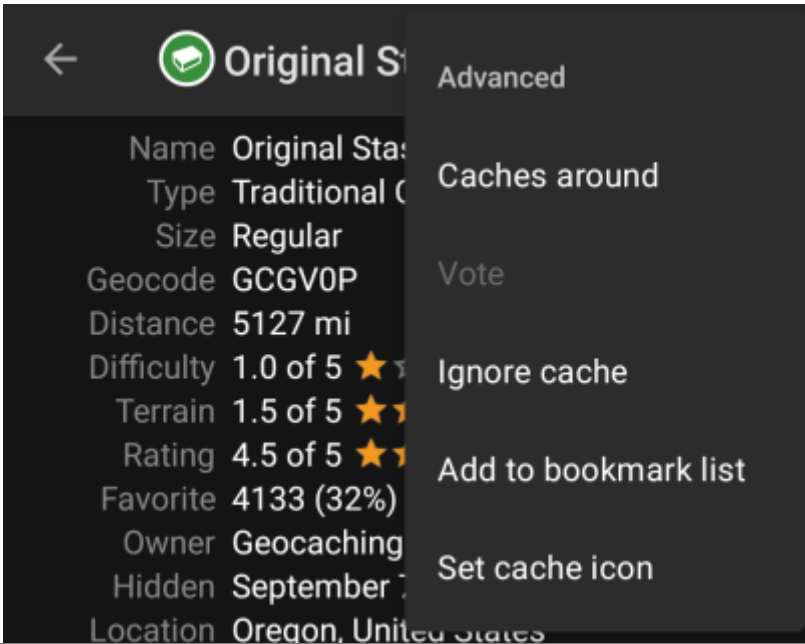 Original S
Advanced
Name Original Sta
Caches around
Type Traditional
Size Regular
Vote
Geocode GCGV0P
Distance 5127 mi
Difficulty 1.0 of 5
Ignore cache
Terrain 1.5 of 5
Rating 4.5 of 5
Add to bookmark list
Favorite 4133 (32%)
Owner Geocaching
Set cache icon
Hidden September
Location Oregon, United States